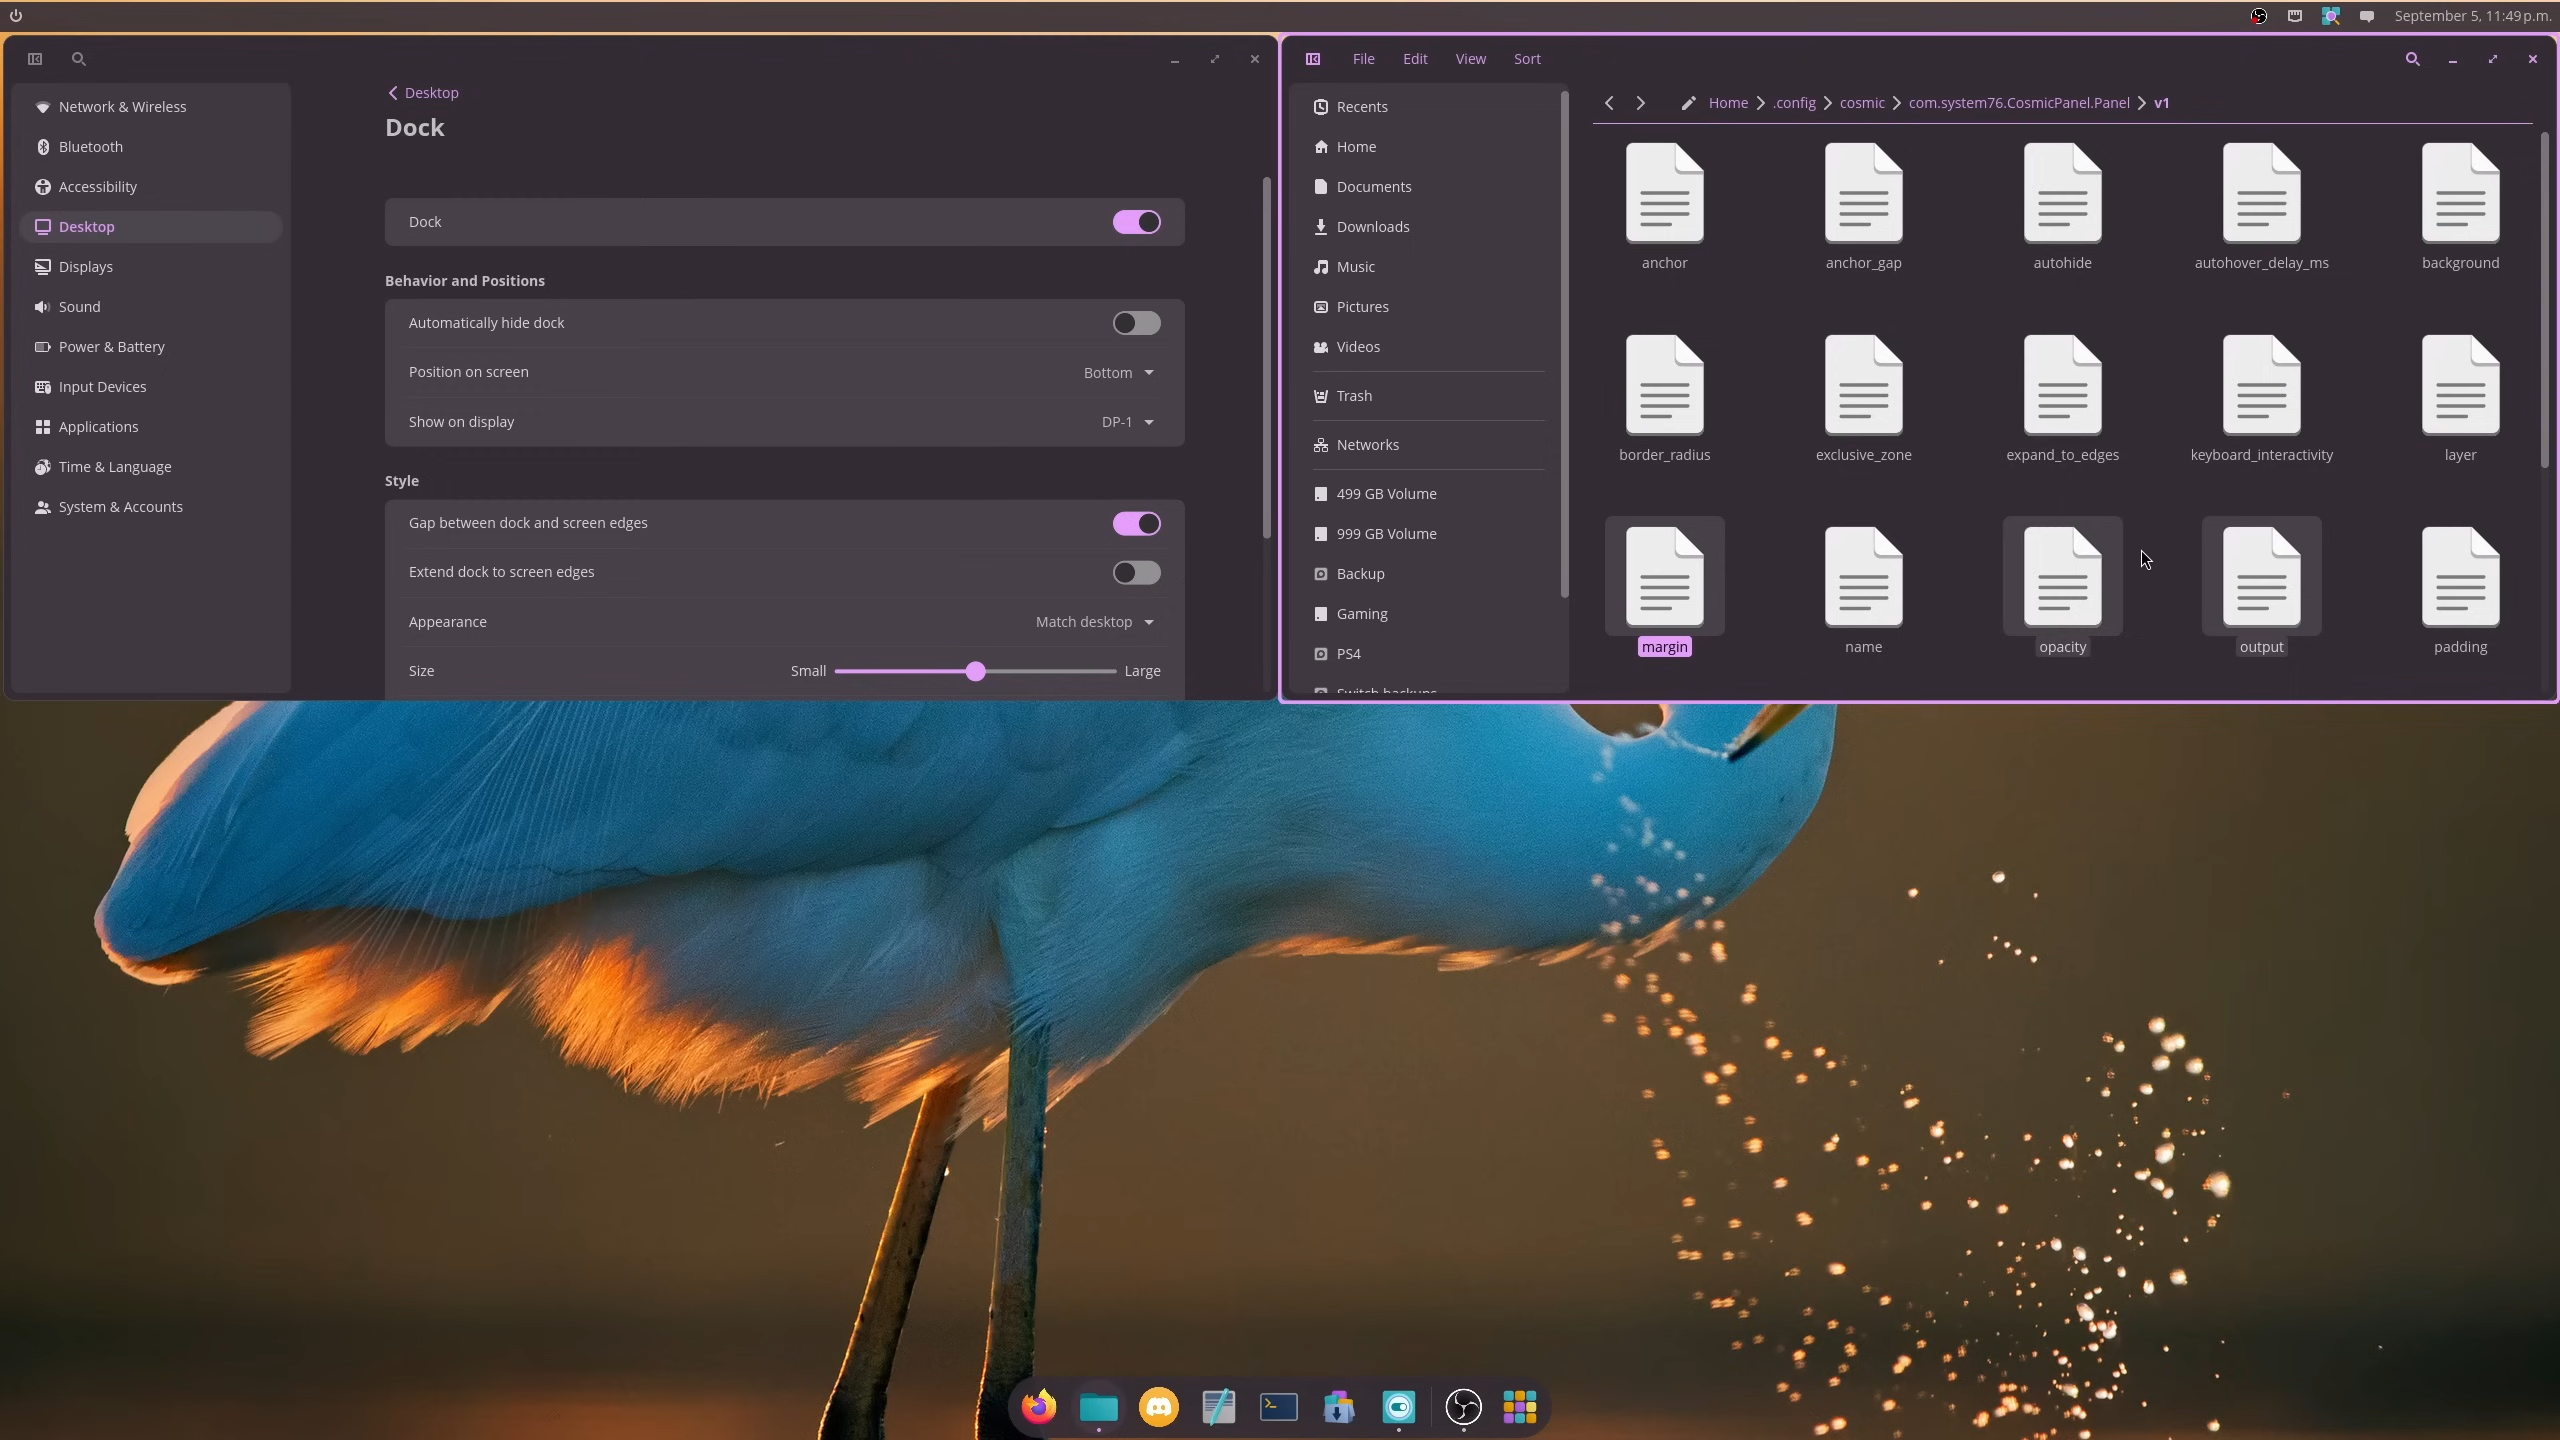 September 5, 11:49 p.m.
Network & Wireless
Bluetooth
Accessibility
Desktop
Displays
Sound
Power & Battery
Input Devices
Applications
Time & Language
System & Accounts
Desktop
Dock
Dock
Behavior and Positions
Automatically hide dock
Position on screen Bottom
Show on display DP-1
Style
Gap between dock and screen edges
Extend dock to screen edges
Appearance Match desktop
Size Small Large
File Edit View Sort
Recents
Home
Documents
Downloads
Music
Pictures
Videos
Trash
Networks
499 GB Volume
999 GB Volume
Backup
Gaming
PS4
Switch backups
Home .config cosmic com.system76.CosmicPanel.Panel v1
anchor anchor_gap autohide autohover_delay_ms background
border_radius exclusive_zone expand_to_edges keyboard_interactivity layer
margin name opacity output padding